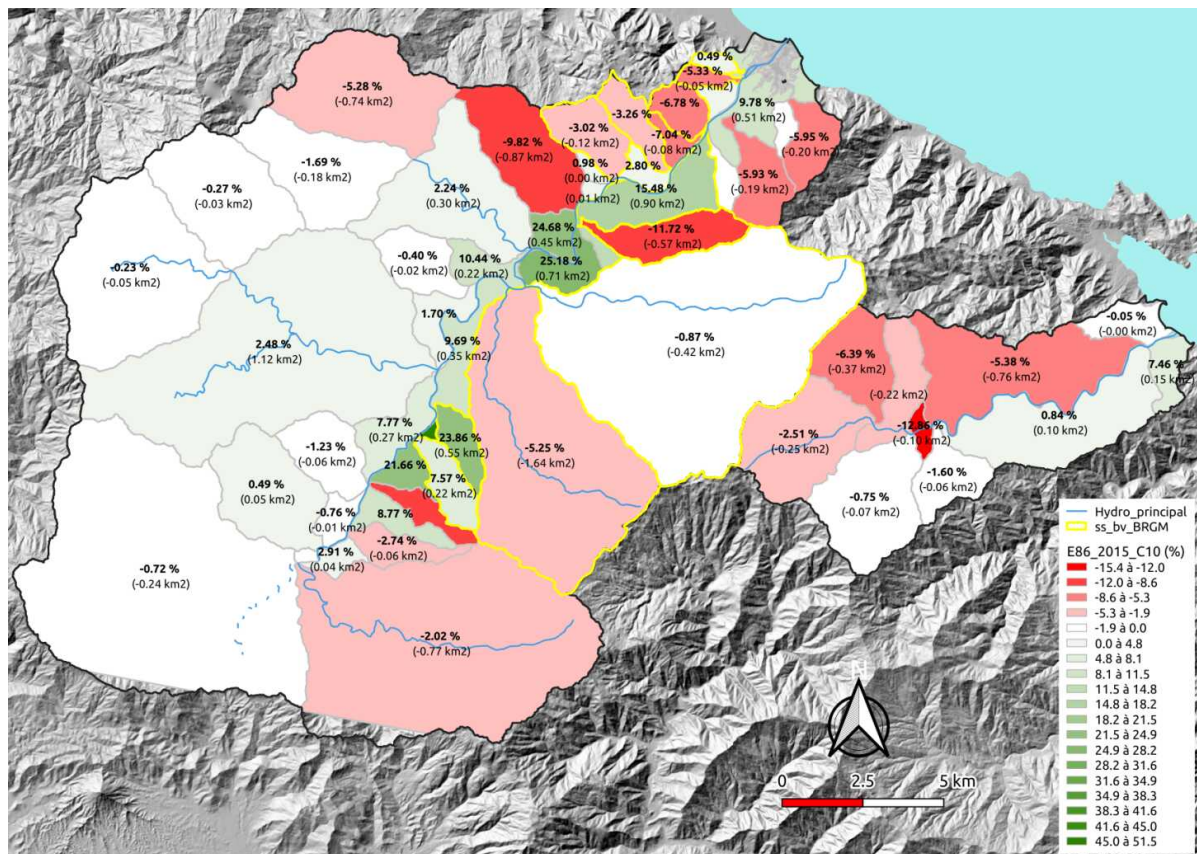 0.49 %
-5.33 %
(-0.05 km2)
-5.28 %
(-0.74 km2)
-6.78 %
9.78 %
(0.51 km2)
-3.26 %
-3.02 %
(-0.12 km2)
-9.82 %
(-0.87 km2)
-7.04 %
(-0.08 km2)
-5.95 %
(-0.20 km2)
-1.69 %
(-0.18 km2)
0.98 %
(0.00 km2)
2.80 %
-5.93 %
(-0.19 km2)
-0.27 %
(-0.03 km2)
2.24 %
(0.30 km2)
(0.01 km2)
15.48 %
(0.90 km2)
24.68 %
(0.45 km2)
-11.72 %
(-0.57 km2)
-0.40 %
(-0.02 km2)
10.44 %
(0.22 km2)
25.18 %
(0.71 km2)
-0.23 %
(-0.05 km2)
-0.05 %
(-0.00 km2)
1.70 %
9.69 %
(0.35 km2)
2.48 %
(1.12 km2)
-0.87 %
(-0.42 km2)
-6.39 %
(-0.37 km2)
-5.38 %
(-0.76 km2)
7.46 %
(0.15 km2)
(-0.22 km2)
0.84 %
(0.10 km2)
7.77 %
(0.27 km2)
23.86 %
(0.55 km2)
-12.86 %
(-0.10 km2)
-2.51 %
(-0.25 km2)
-1.23 %
(-0.06 km2)
-5.25 %
(-1.64 km2)
21.66 %
7.57 %
(0.22 km2)
-1.60 %
(-0.06 km2)
0.49 %
(0.05 km2)
-0.75 %
(-0.07 km2)
-0.76 %
(-0.01 km2)
8.77 %
-2.74 %
(-0.06 km2)
2.91 %
(0.04 km2)
-0.72 %
(-0.24 km2)
-2.02 %
(-0.77 km2)
N
0 2.5 5 km
Hydro_principal
ss_bv_BRGM
E86_2015_C10 (%)
-15.4 à -12.0
-12.0 à -8.6
-8.6 à -5.3
-5.3 à -1.9
-1.9 à 0.0
0.0 à 4.8
4.8 à 8.1
8.1 à 11.5
11.5 à 14.8
14.8 à 18.2
18.2 à 21.5
21.5 à 24.9
24.9 à 28.2
28.2 à 31.6
31.6 à 34.9
34.9 à 38.3
38.3 à 41.6
41.6 à 45.0
45.0 à 51.5